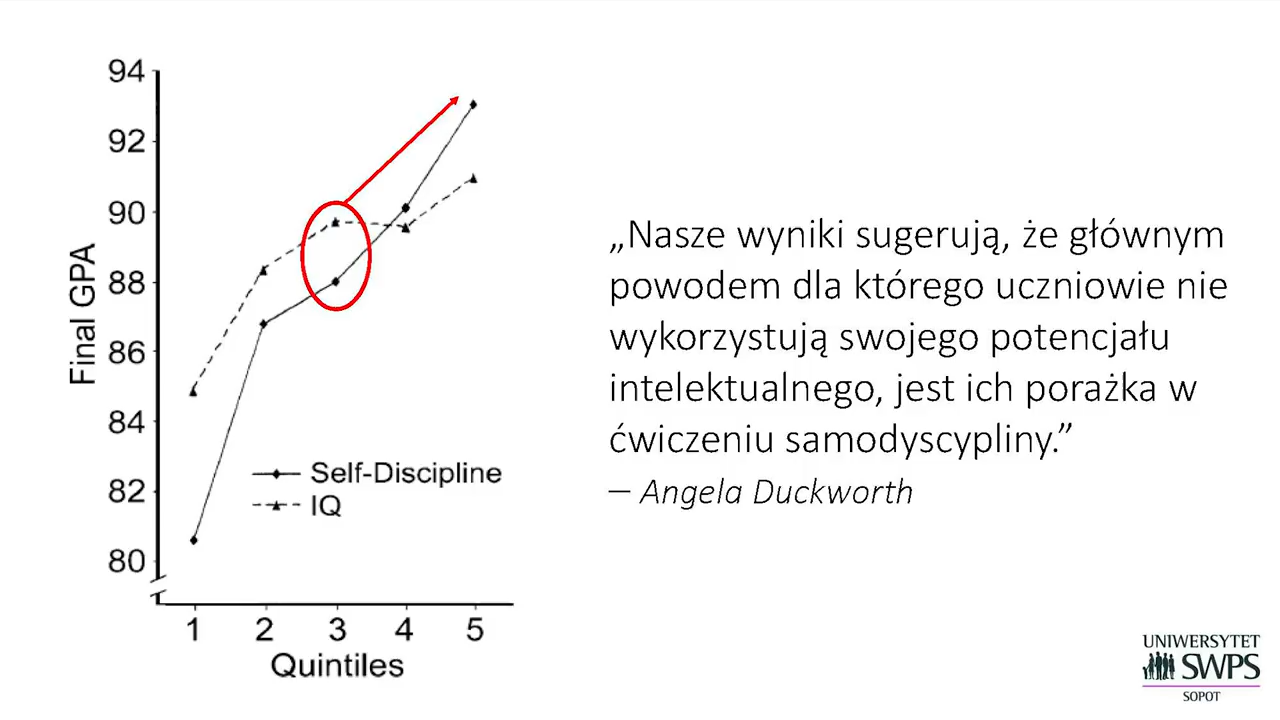 94
92
90
88
86
84
82
80
Final GPA
Self-Discipline
IQ
1 2 3 4 5
Quintiles
„Nasze wyniki sugerują, że głównym
powodem dla którego uczniowie nie
wykorzystują swojego potencjału
intelektualnego, jest ich porażka w
ćwiczeniu samodyscypliny.”
– Angela Duckworth
UNIWERSYTET
SWPS
SOPOT